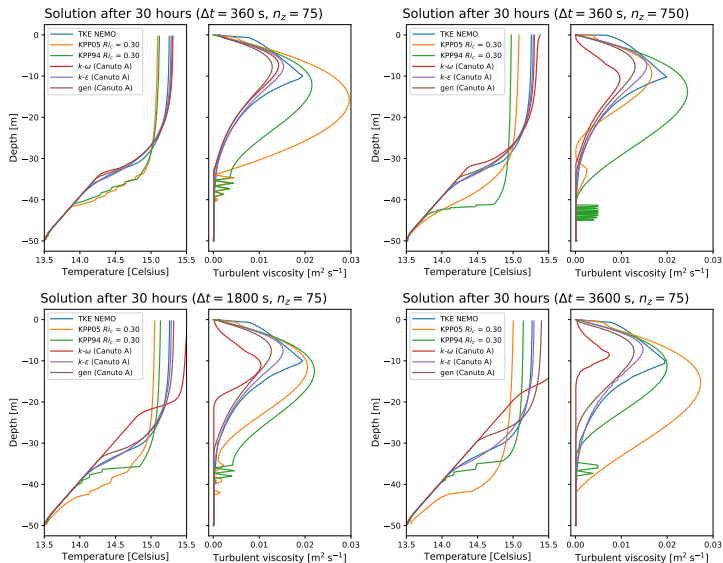 Solution after 30 hours (Δt = 360 s, n_z = 75)
TKE NEMO
KPP05 Ri_c = 0.30
KPP94 Ri_c = 0.30
k-ω (Canuto A)
k-ε (Canuto A)
gen (Canuto A)
Depth [m]
0
−10
−20
−30
−40
−50
13.5 14.0 14.5 15.0 15.5
Temperature [Celsius]
0.00 0.01 0.02 0.03
Turbulent viscosity [m² s⁻¹]
Solution after 30 hours (Δt = 360 s, n_z = 750)
TKE NEMO
KPP05 Ri_c = 0.30
KPP94 Ri_c = 0.30
k-ω (Canuto A)
k-ε (Canuto A)
gen (Canuto A)
Depth [m]
0
−10
−20
−30
−40
−50
13.5 14.0 14.5 15.0 15.5
Temperature [Celsius]
0.00 0.01 0.02 0.03
Turbulent viscosity [m² s⁻¹]
Solution after 30 hours (Δt = 1800 s, n_z = 75)
TKE NEMO
KPP05 Ri_c = 0.30
KPP94 Ri_c = 0.30
k-ω (Canuto A)
k-ε (Canuto A)
gen (Canuto A)
Depth [m]
0
−10
−20
−30
−40
−50
13.5 14.0 14.5 15.0 15.5
Temperature [Celsius]
0.00 0.01 0.02 0.03
Turbulent viscosity [m² s⁻¹]
Solution after 30 hours (Δt = 3600 s, n_z = 75)
TKE NEMO
KPP05 Ri_c = 0.30
KPP94 Ri_c = 0.30
k-ω (Canuto A)
k-ε (Canuto A)
gen (Canuto A)
Depth [m]
0
−10
−20
−30
−40
−50
13.5 14.0 14.5 15.0 15.5
Temperature [Celsius]
0.00 0.01 0.02 0.03
Turbulent viscosity [m² s⁻¹]